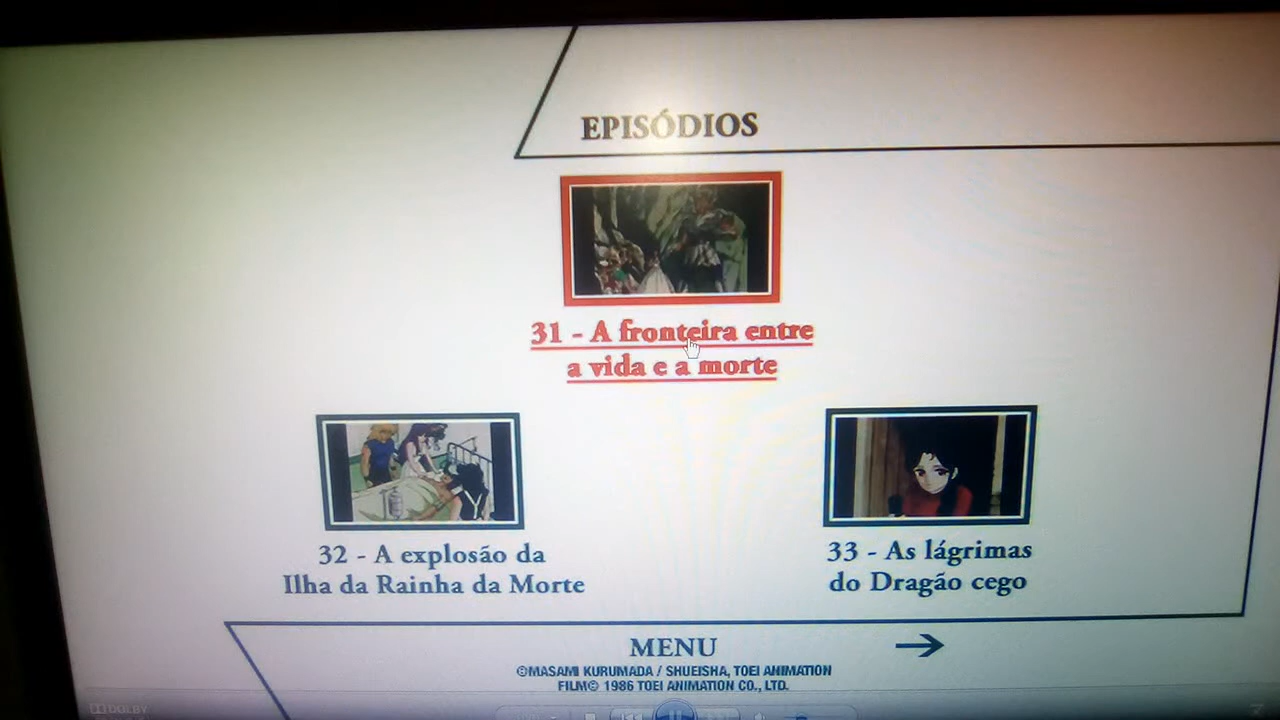 EPISÓDIOS
31 - A fronteira entre
a vida e a morte
32 - A explosão da
Ilha da Rainha da Morte
33 - As lágrimas
do Dragão cego
MENU
©MASAMI KURUMADA / SHUEISHA, TOEI ANIMATION
FILM© 1986 TOEI ANIMATION CO., LTD.
DOLBY